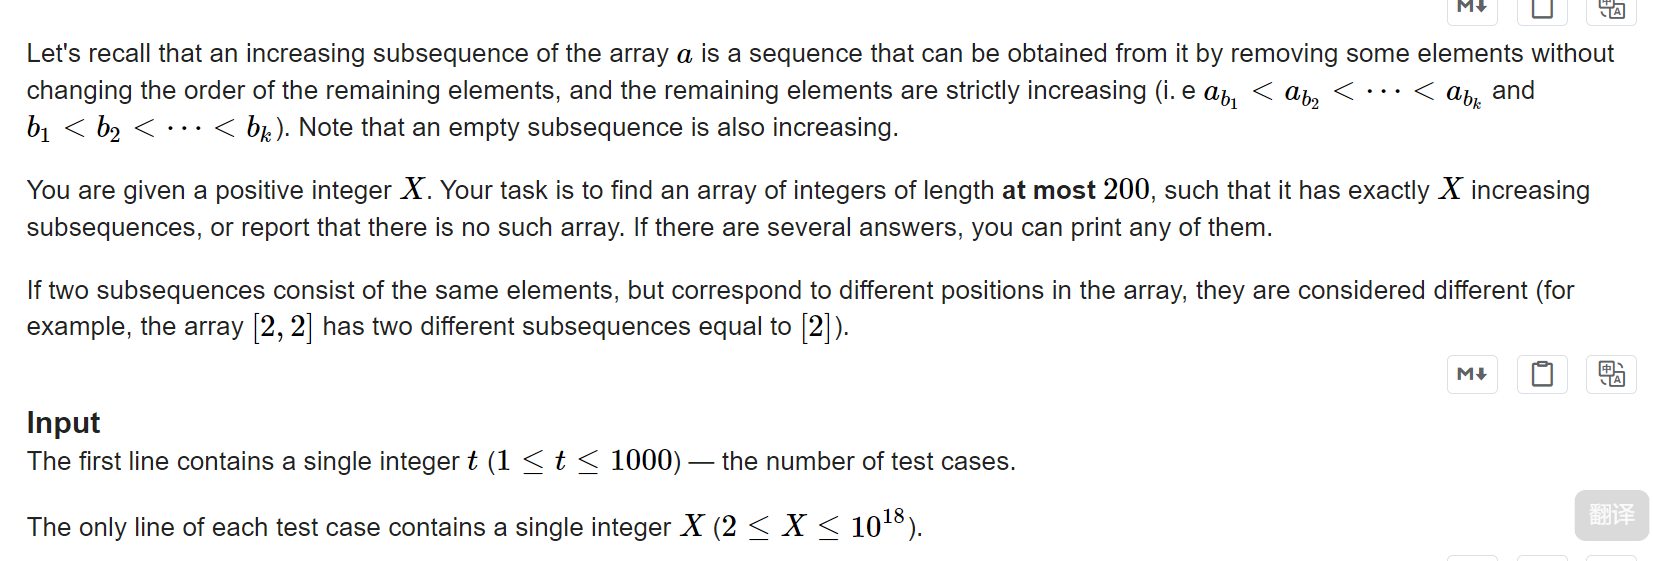 M↓
Let's recall that an increasing subsequence of the array a is a sequence that can be obtained from it by removing some elements without
changing the order of the remaining elements, and the remaining elements are strictly increasing (i. e a_{b_1} < a_{b_2} < ⋯ < a_{b_k} and
b_1 < b_2 < ⋯ < b_k). Note that an empty subsequence is also increasing.
You are given a positive integer X. Your task is to find an array of integers of length at most 200, such that it has exactly X increasing
subsequences, or report that there is no such array. If there are several answers, you can print any of them.
If two subsequences consist of the same elements, but correspond to different positions in the array, they are considered different (for
example, the array [2, 2] has two different subsequences equal to [2]).
M↓ 中A
Input
The first line contains a single integer t (1 ≤ t ≤ 1000) — the number of test cases.
The only line of each test case contains a single integer X (2 ≤ X ≤ 10^{18}).
翻译